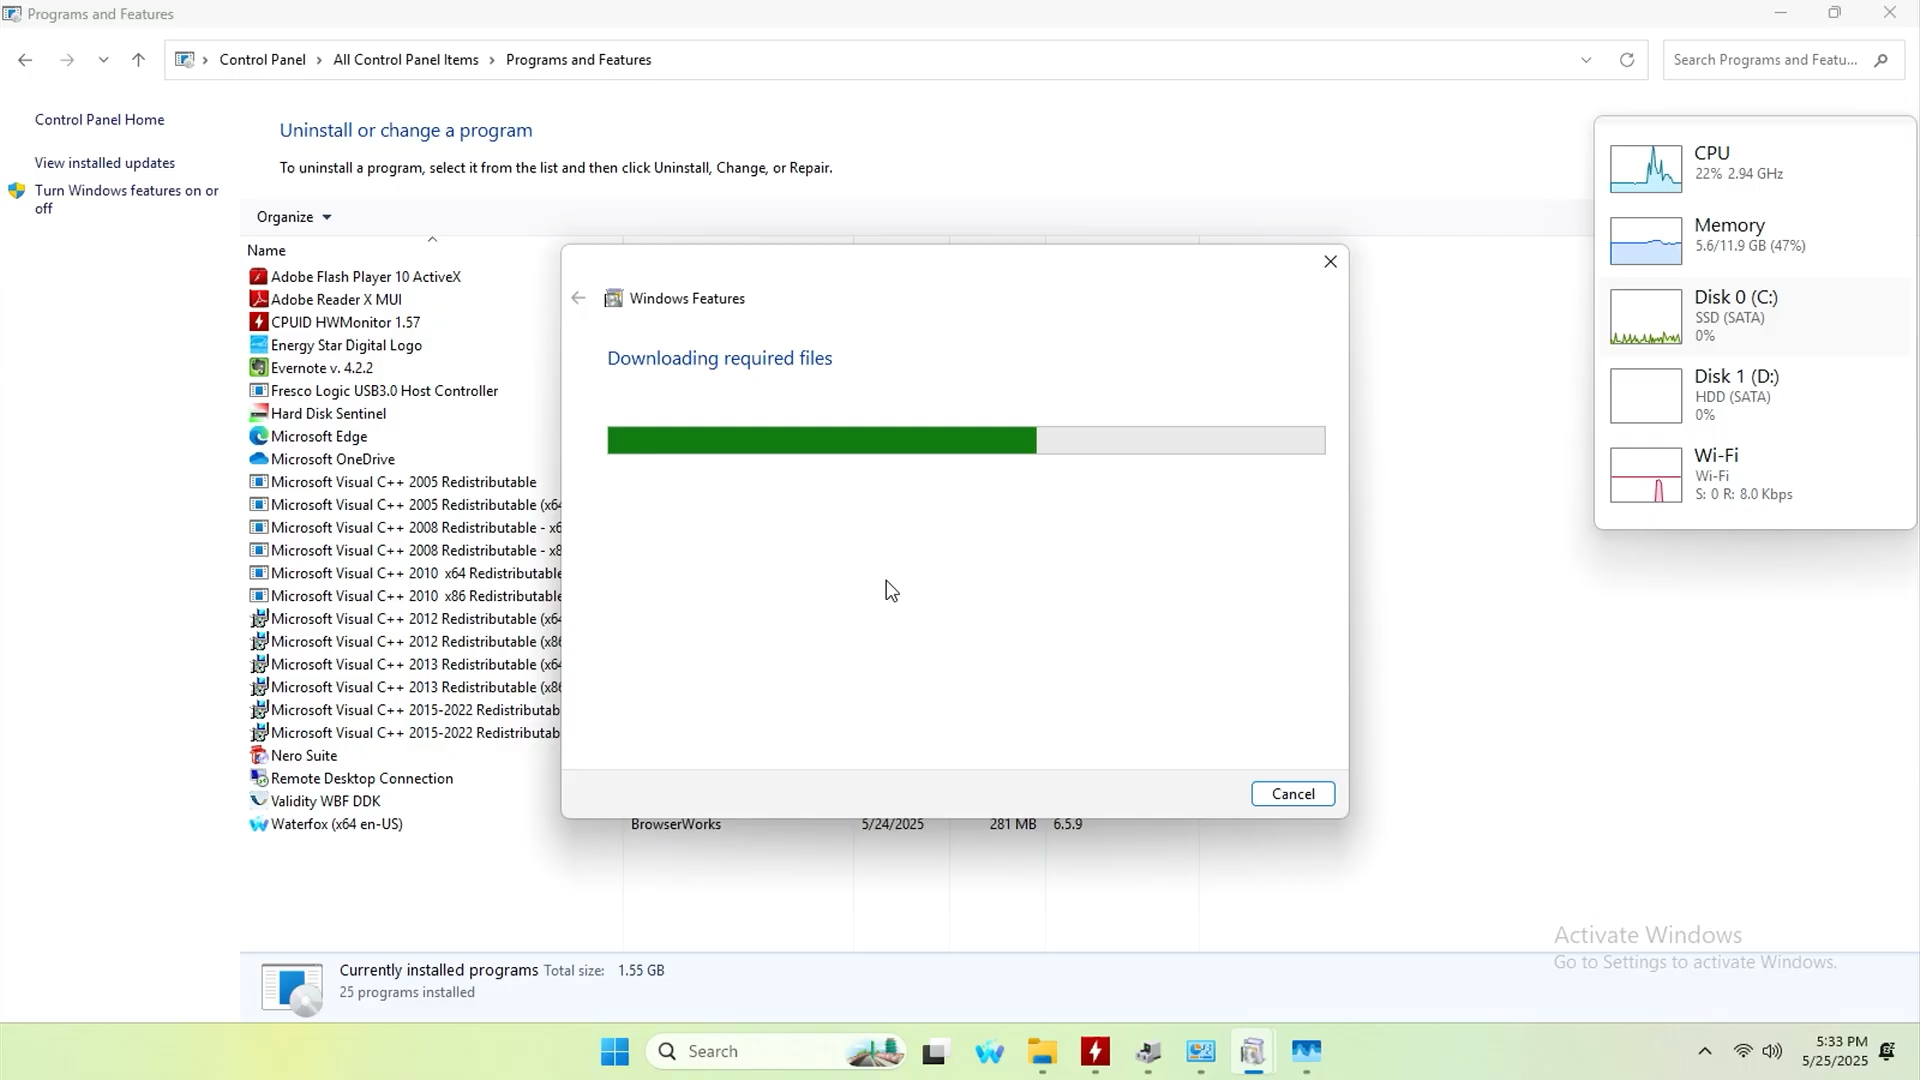 Programs and Features
Control Panel > All Control Panel Items > Programs and Features
Search Programs and Featu...
Control Panel Home
View installed updates
Turn Windows features on or
off
Uninstall or change a program
To uninstall a program, select it from the list and then click Uninstall, Change, or Repair.
Organize
Name
Adobe Flash Player 10 ActiveX
Adobe Reader X MUI
CPUID HWMonitor 1.57
Energy Star Digital Logo
Evernote v. 4.2.2
Fresco Logic USB3.0 Host Controller
Hard Disk Sentinel
Microsoft Edge
Microsoft OneDrive
Microsoft Visual C++ 2005 Redistributable
Microsoft Visual C++ 2005 Redistributable (x64
Microsoft Visual C++ 2008 Redistributable - x6
Microsoft Visual C++ 2008 Redistributable - x8
Microsoft Visual C++ 2010 x64 Redistributable
Microsoft Visual C++ 2010 x86 Redistributable
Microsoft Visual C++ 2012 Redistributable (x64
Microsoft Visual C++ 2012 Redistributable (x86
Microsoft Visual C++ 2013 Redistributable (x64
Microsoft Visual C++ 2013 Redistributable (x86
Microsoft Visual C++ 2015-2022 Redistributab
Microsoft Visual C++ 2015-2022 Redistributab
Nero Suite
Remote Desktop Connection
Validity WBF DDK
Waterfox (x64 en-US) BrowserWorks 5/24/2025 281 MB 6.5.9
Windows Features
Downloading required files
Cancel
CPU
22% 2.94 GHz
Memory
5.6/11.9 GB (47%)
Disk 0 (C:)
SSD (SATA)
0%
Disk 1 (D:)
HDD (SATA)
0%
Wi-Fi
Wi-Fi
S: 0 R: 8.0 Kbps
Activate Windows
Go to Settings to activate Windows.
Currently installed programs Total size: 1.55 GB
25 programs installed
Search
5:33 PM
5/25/2025